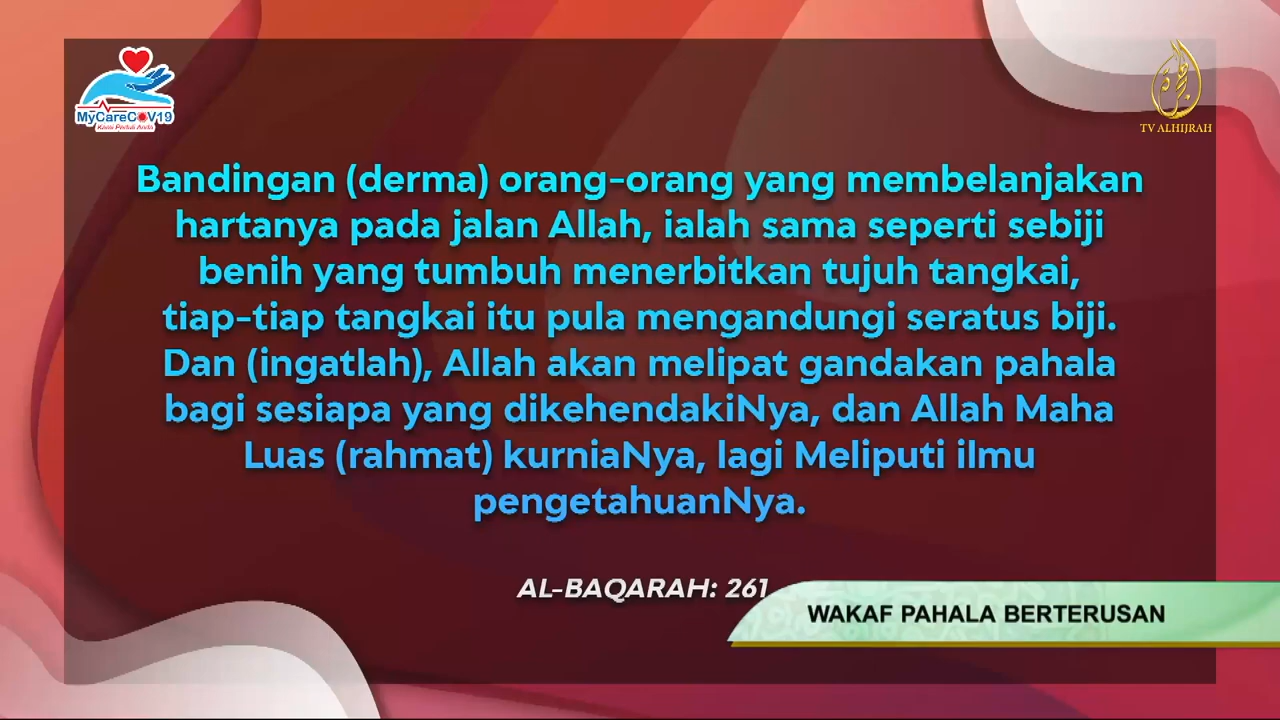 MyCareCOV19
Kami Peduli Anda
TV ALHIJRAH
Bandingan (derma) orang-orang yang membelanjakan
hartanya pada jalan Allah, ialah sama seperti sebiji
benih yang tumbuh menerbitkan tujuh tangkai,
tiap-tiap tangkai itu pula mengandungi seratus biji.
Dan (ingatlah), Allah akan melipat gandakan pahala
bagi sesiapa yang dikehendakiNya, dan Allah Maha
Luas (rahmat) kurniaNya, lagi Meliputi ilmu
pengetahuanNya.
AL-BAQARAH: 261
WAKAF PAHALA BERTERUSAN